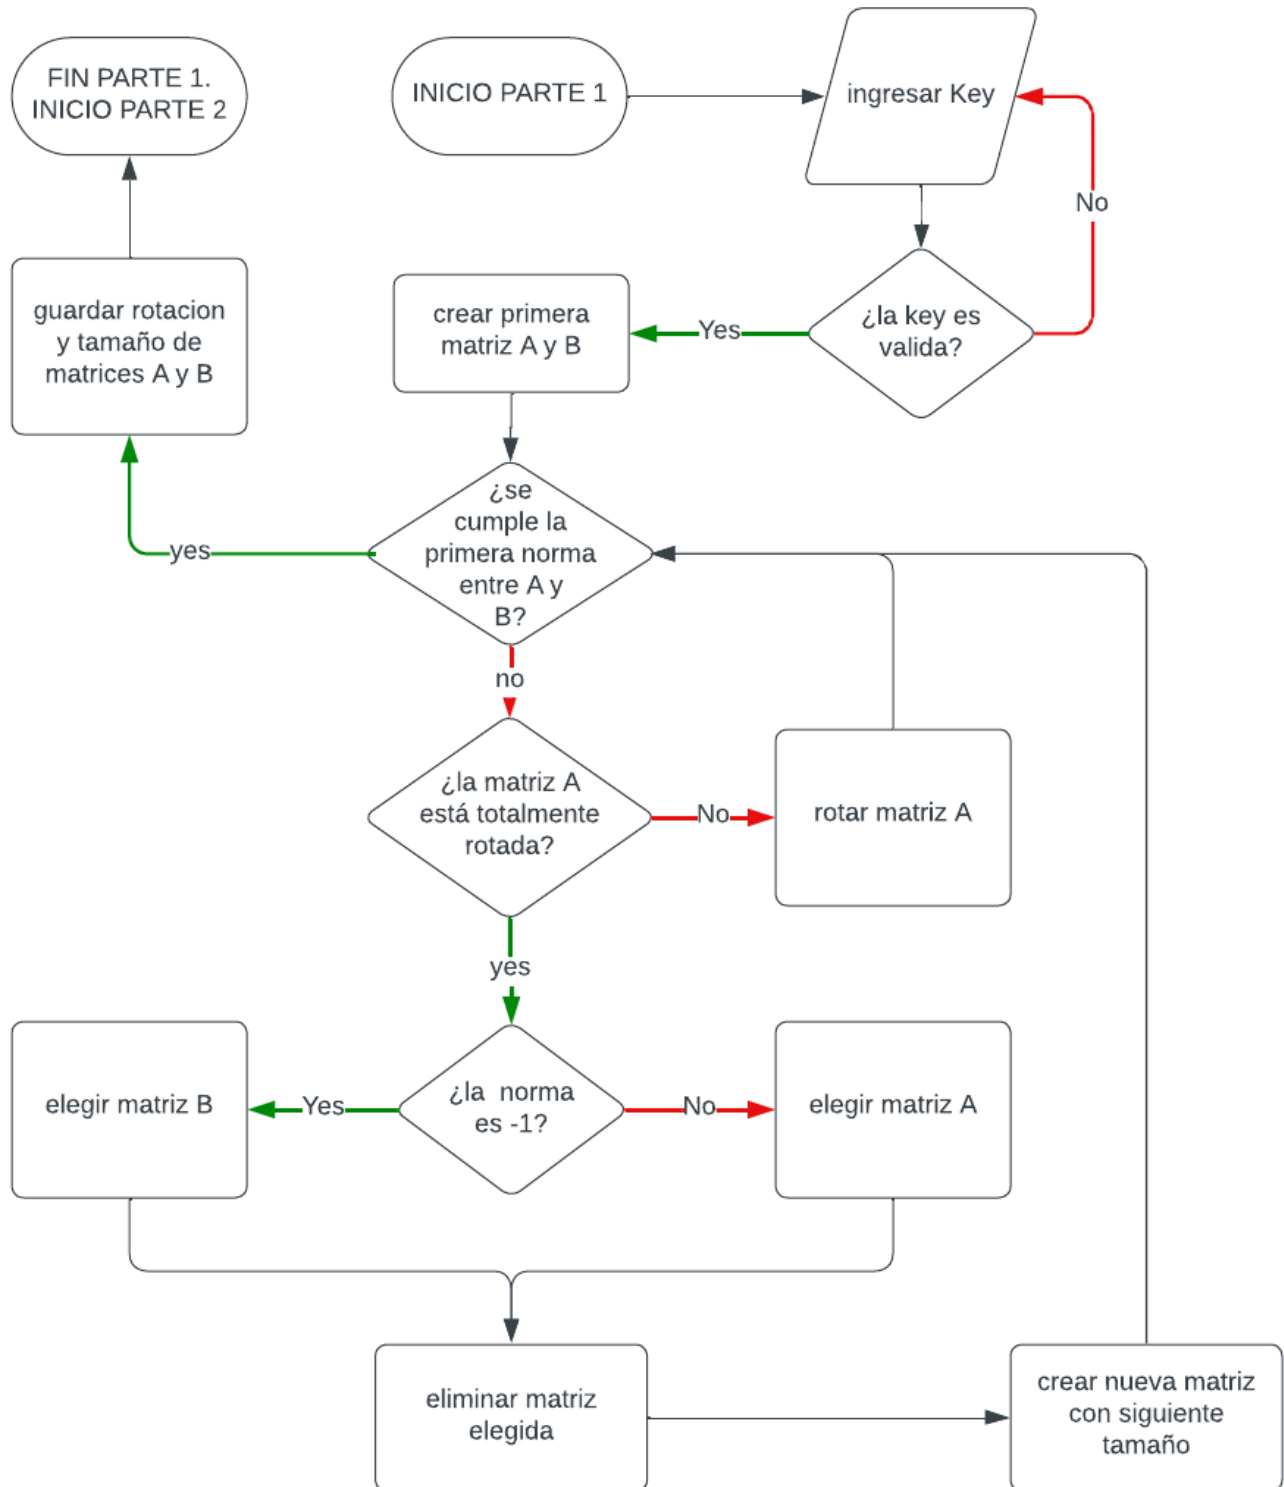 FIN PARTE 1.
INICIO PARTE 2
INICIO PARTE 1
ingresar Key
No
guardar rotacion
y tamaño de
matrices A y B
crear primera
matriz A y B
Yes
¿la key es
valida?
¿se
cumple la
primera norma
entre A y
B?
yes
no
¿la matriz A
está totalmente
rotada?
No
rotar matriz A
yes
elegir matriz B
Yes
¿la norma
es -1?
No
elegir matriz A
eliminar matriz
elegida
crear nueva matriz
con siguiente
tamaño